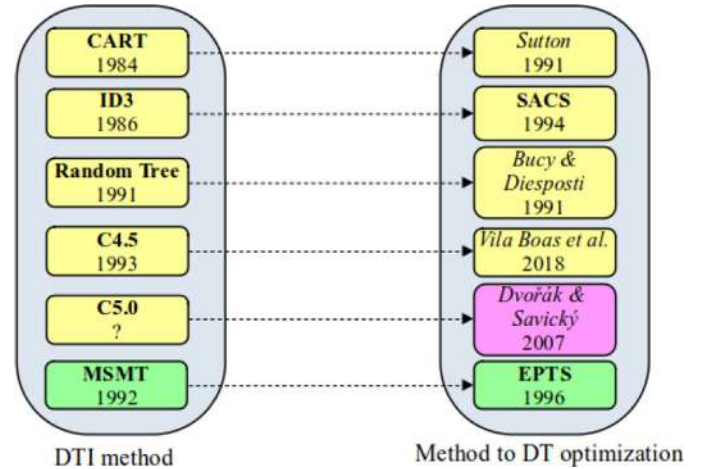 CART
1984
ID3
1986
Random Tree
1991
C4.5
1993
C5.0
?
MSMT
1992
DTI method
Sutton
1991
SACS
1994
Bucy &
Diesposti
1991
Vila Boas et al.
2018
Dvořák &
Savický
2007
EPTS
1996
Method to DT optimization